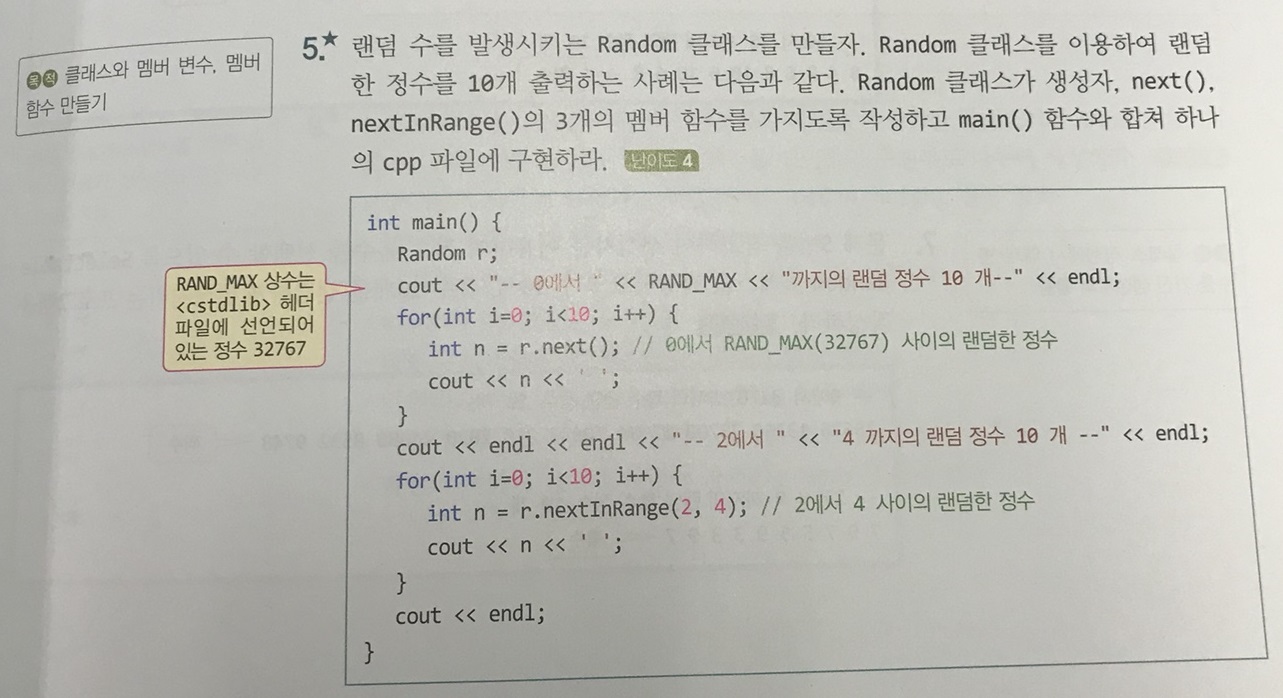 목적 클래스와 멤버 변수, 멤버
함수 만들기
5.★ 랜덤 수를 발생시키는 Random 클래스를 만들자. Random 클래스를 이용하여 랜덤
한 정수를 10개 출력하는 사례는 다음과 같다. Random 클래스가 생성자, next(),
nextInRange()의 3개의 멤버 함수를 가지도록 작성하고 main() 함수와 합쳐 하나
의 cpp 파일에 구현하라. 난이도 4
int main() {
Random r;
cout << "-- 0에서 " << RAND_MAX << "까지의 랜덤 정수 10 개--" << endl;
for(int i=0; i<10; i++) {
int n = r.next(); // 0에서 RAND_MAX(32767) 사이의 랜덤한 정수
cout << n << ' ';
}
cout << endl << endl << "-- 2에서 " << "4 까지의 랜덤 정수 10 개 --" << endl;
for(int i=0; i<10; i++) {
int n = r.nextInRange(2, 4); // 2에서 4 사이의 랜덤한 정수
cout << n << ' ';
}
cout << endl;
}
RAND_MAX 상수는
<cstdlib> 헤더
파일에 선언되어
있는 정수 32767